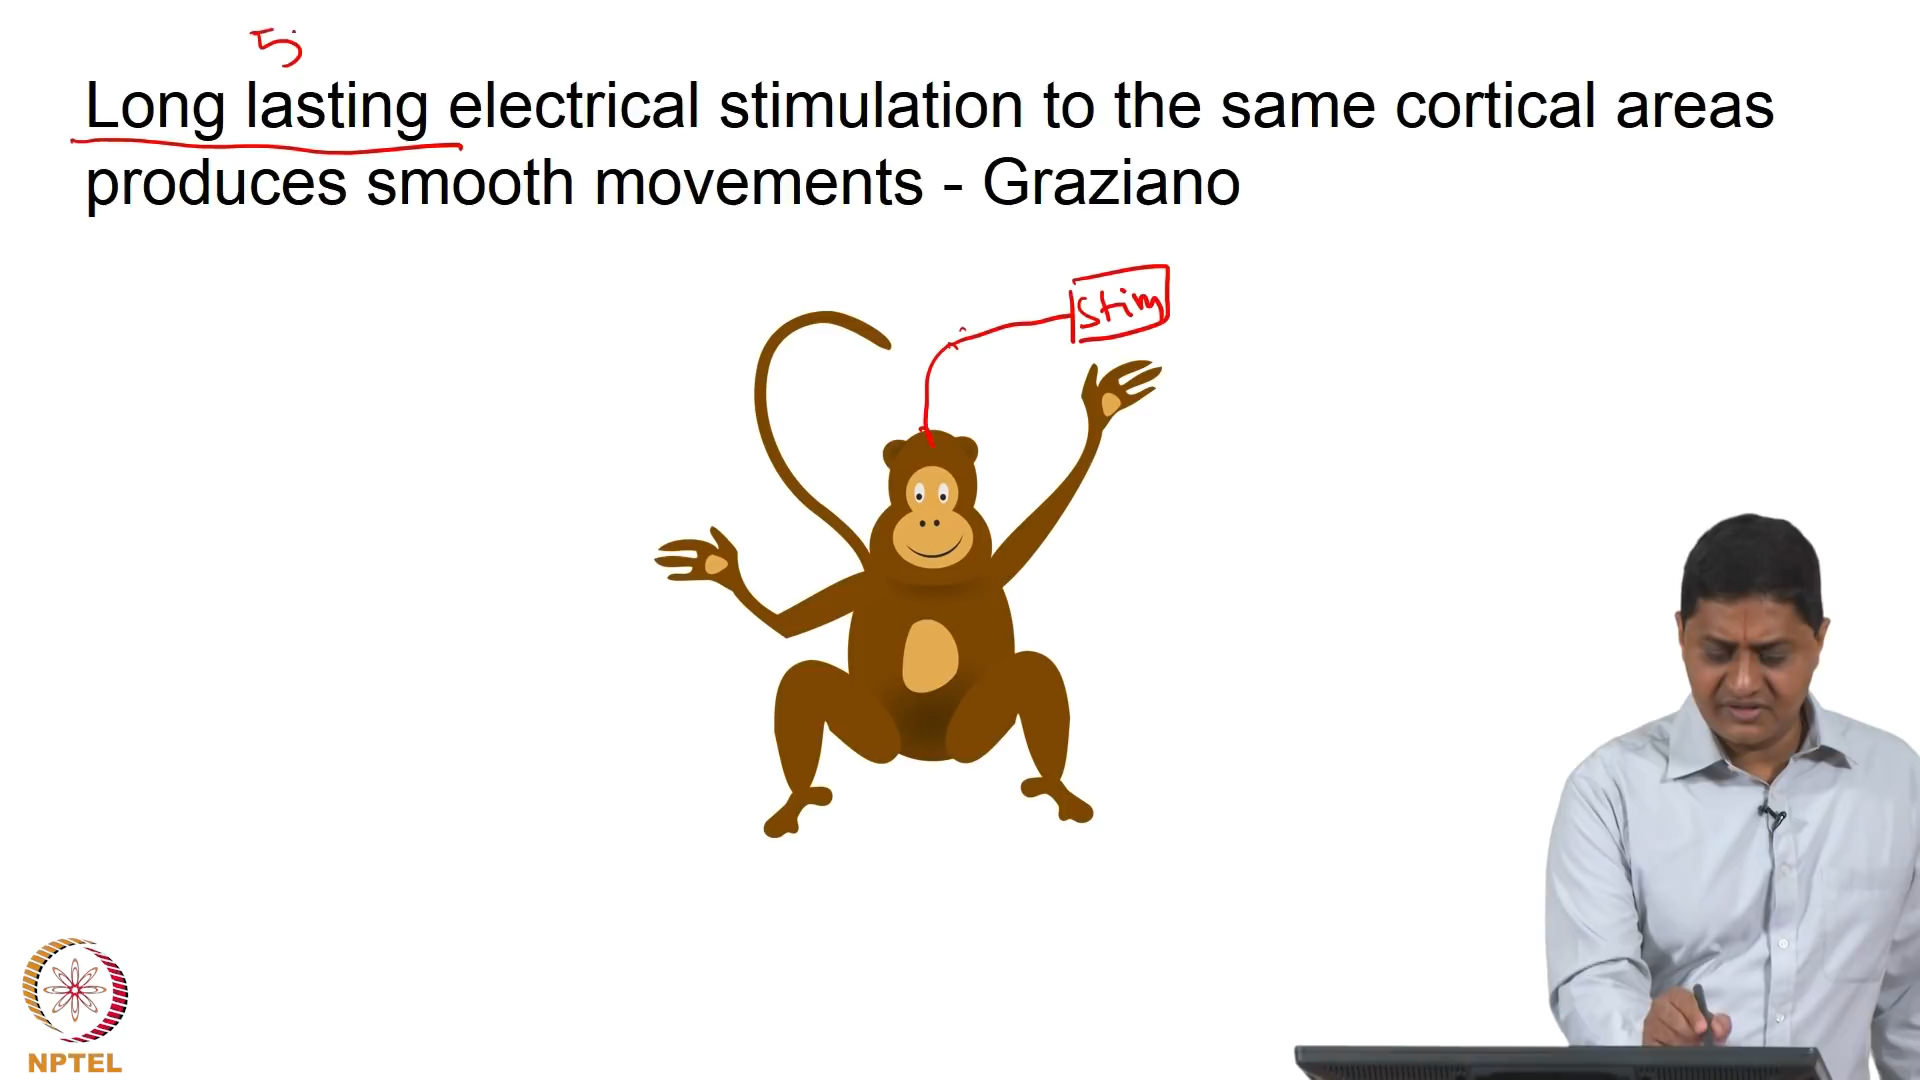 5
Long lasting electrical stimulation to the same cortical areas
produces smooth movements - Graziano
Stim
NPTEL